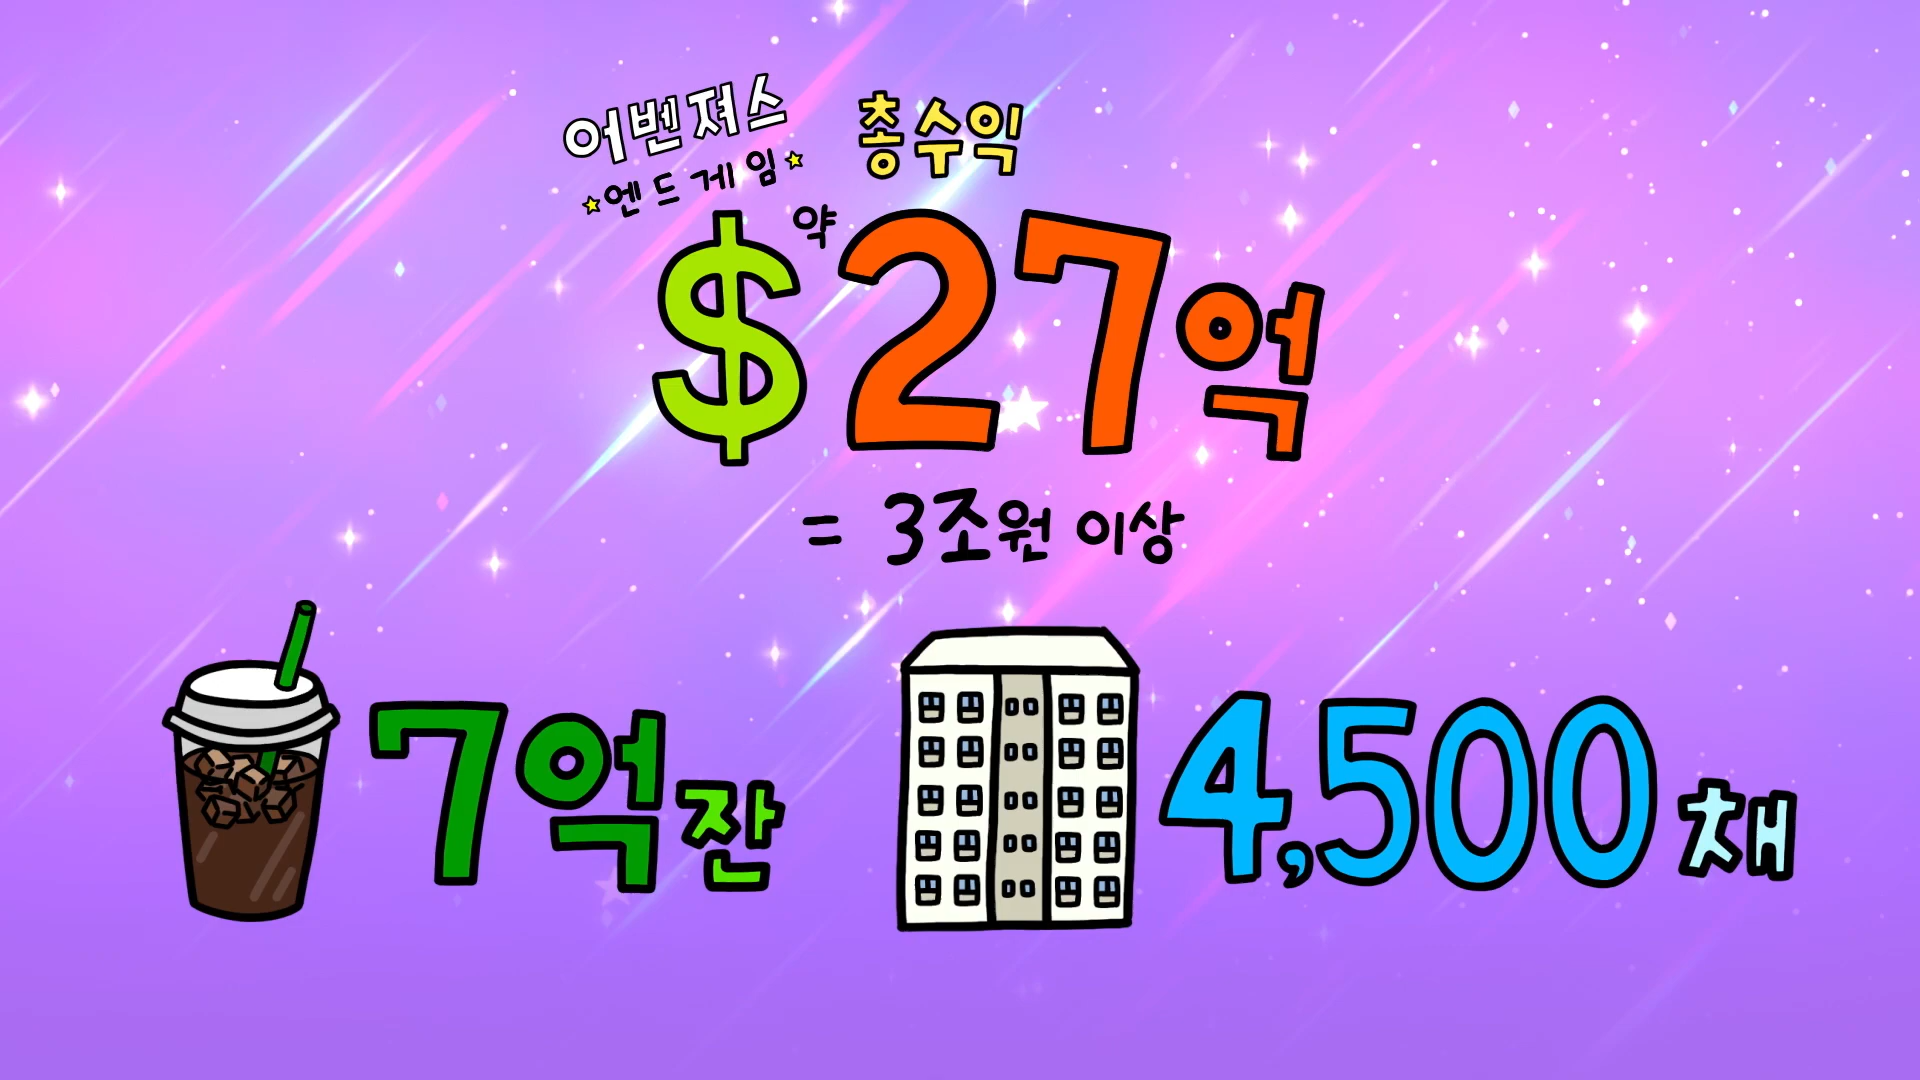 어벤져스 총수익
엔드게임
$ 약 27억
= 3조원 이상
7억잔
4,500채